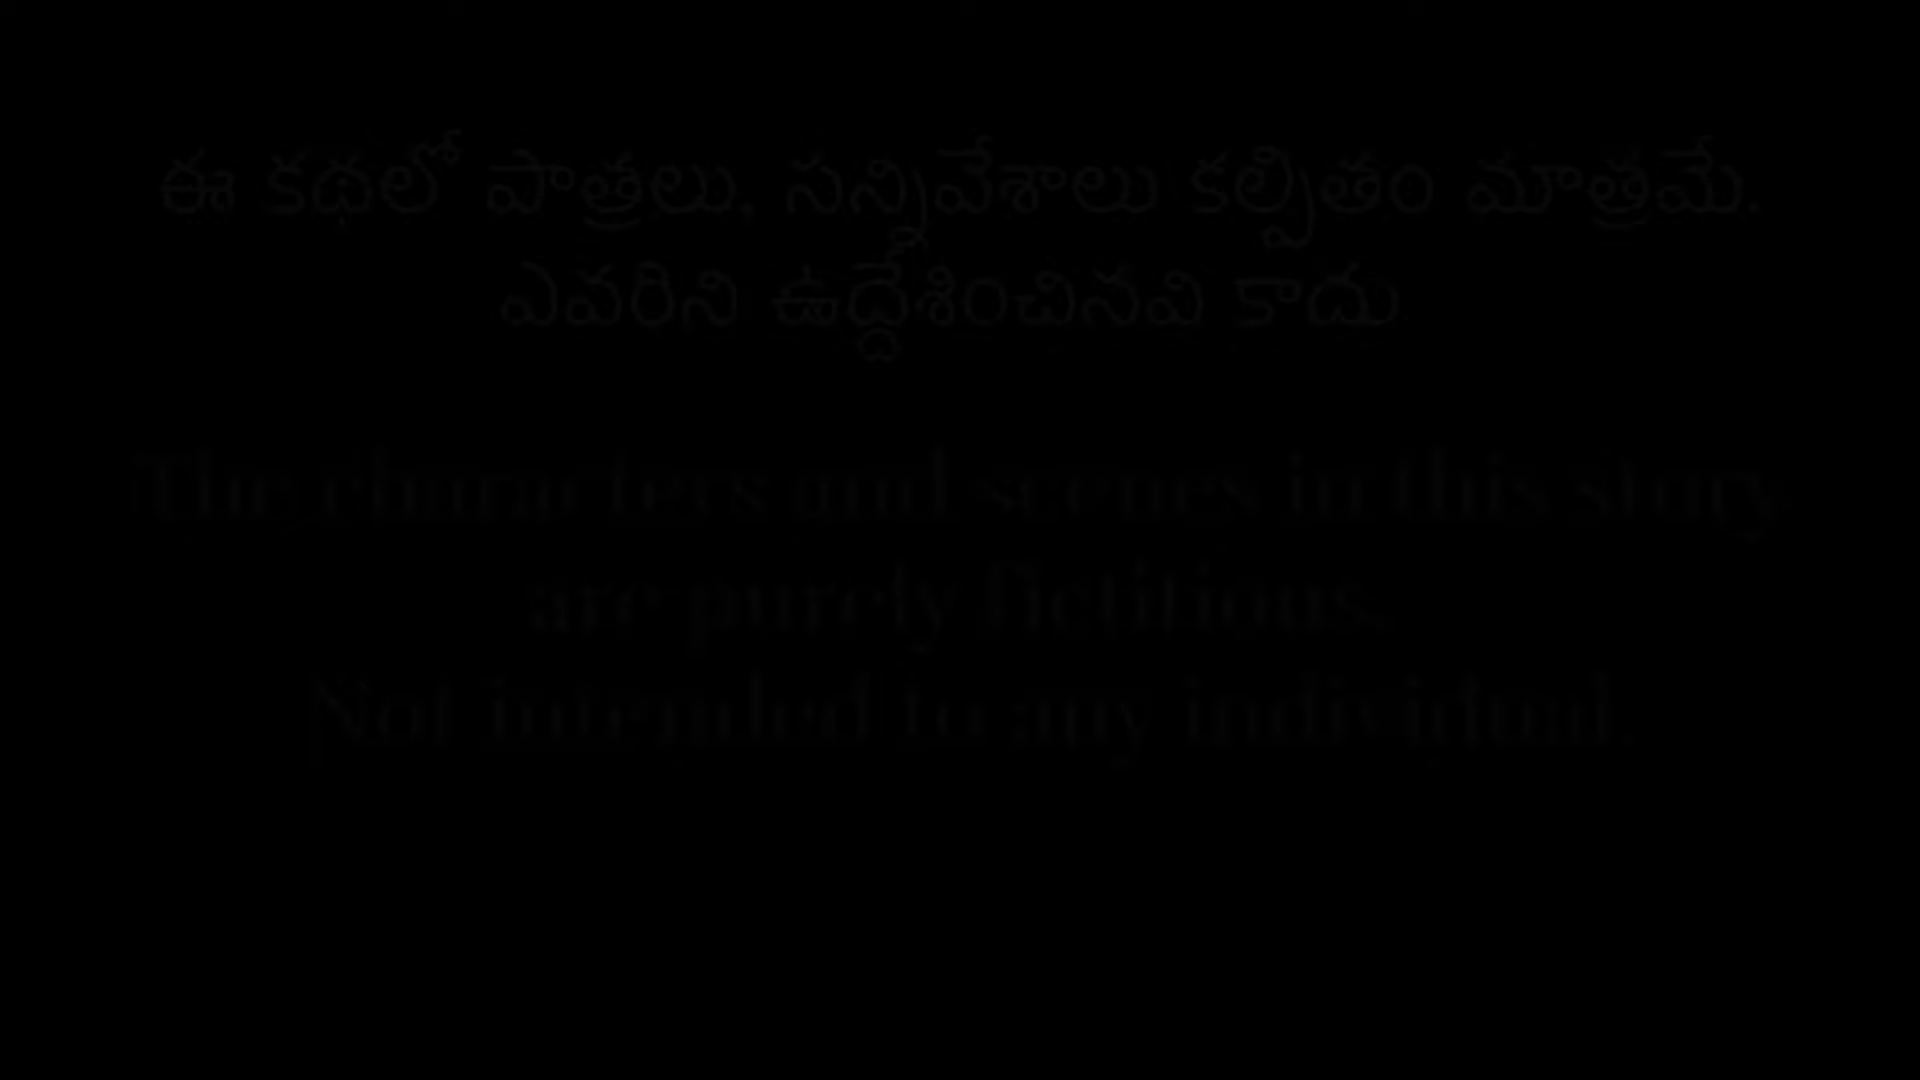 ఈ కథలో పాత్రలు, సన్నివేశాలు కల్పితం మాత్రమే.
ఎవరిని ఉద్దేశించినవి కాదు
The characters and scenes in this story
are purely fictitious.
Not intended to any individual.